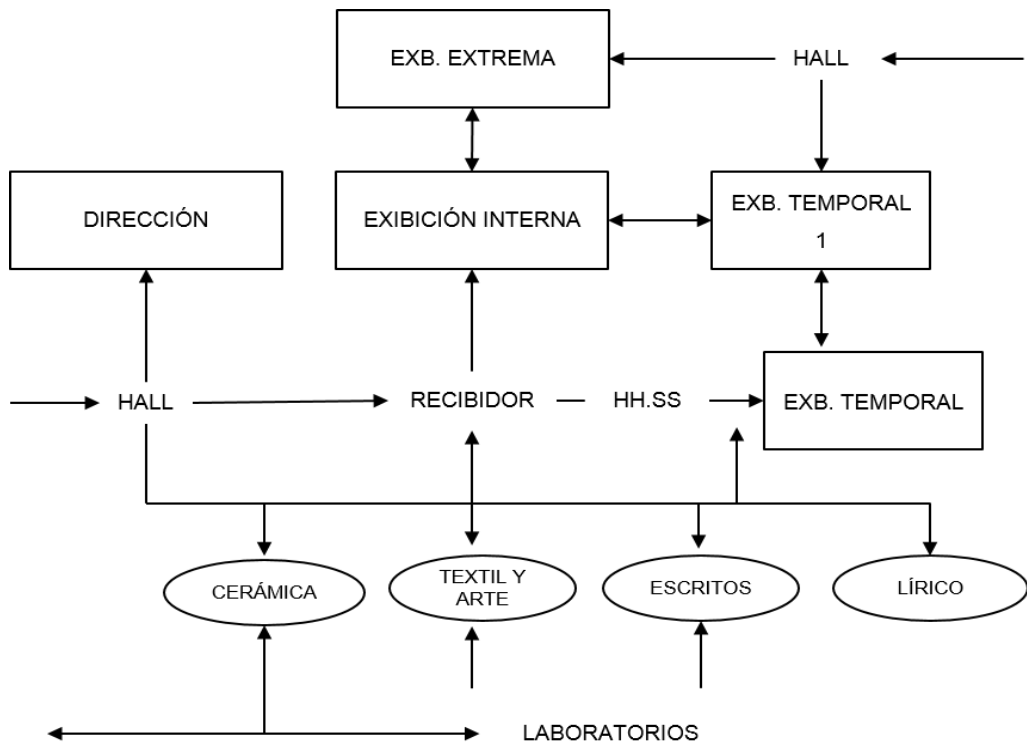 EXB. EXTREMA
HALL
DIRECCIÓN
EXIBICIÓN INTERNA
EXB. TEMPORAL
1
HALL
RECIBIDOR
HH.SS
EXB. TEMPORAL
CERÁMICA
TEXTIL Y
ARTE
ESCRITOS
LÍRICO
LABORATORIOS